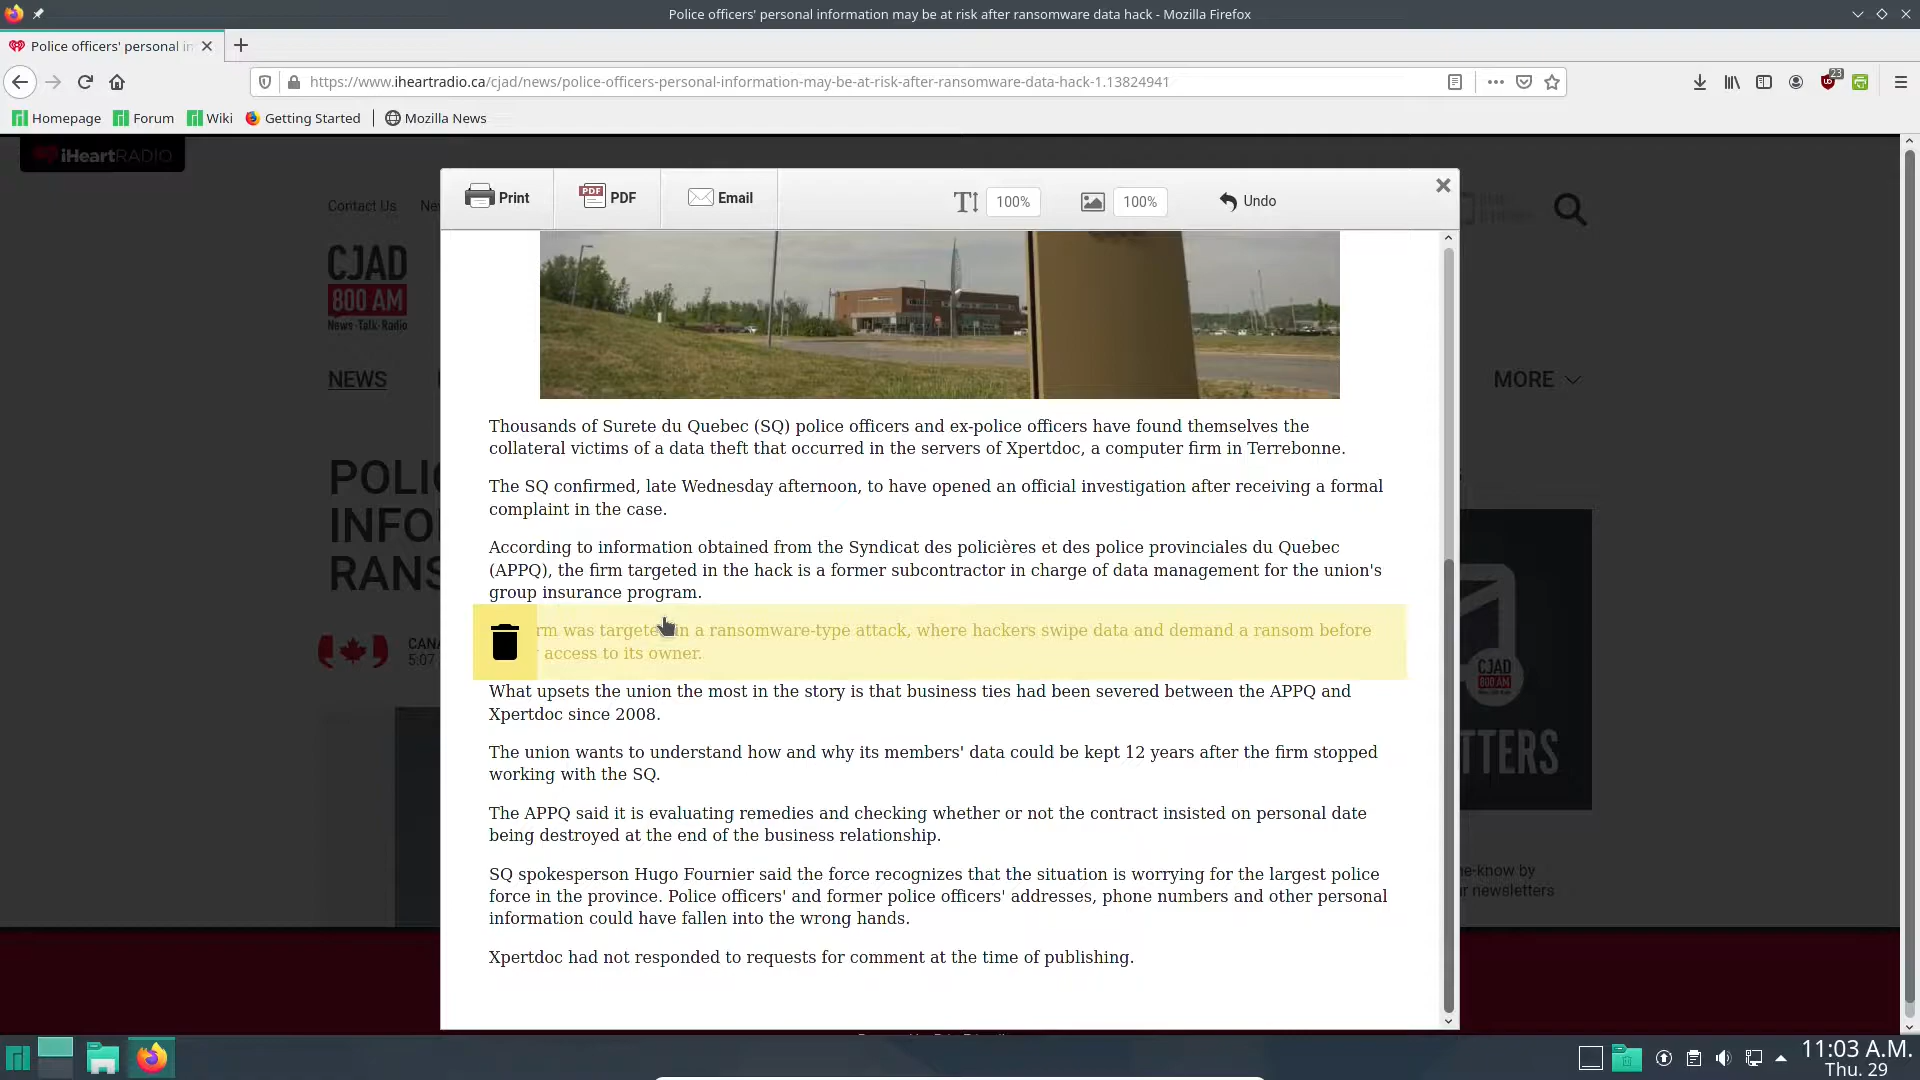 Police officers' personal information may be at risk after ransomware data hack - Mozilla Firefox
Police officers' personal in
https://www.iheartradio.ca/cjad/news/police-officers-personal-information-may-be-at-risk-after-ransomware-data-hack-1.13824941
23
Homepage Forum Wiki Getting Started Mozilla News
iHeartRADIO
Print PDF Email 100% 100% Undo
Contact Us
CJAD
800 AM
News·Talk·Radio
NEWS
MORE
POLI
INFO
RANS
CANA
5:07
Thousands of Surete du Quebec (SQ) police officers and ex-police officers have found themselves the
collateral victims of a data theft that occurred in the servers of Xpertdoc, a computer firm in Terrebonne.
The SQ confirmed, late Wednesday afternoon, to have opened an official investigation after receiving a formal
complaint in the case.
According to information obtained from the Syndicat des policières et des police provinciales du Quebec
(APPQ), the firm targeted in the hack is a former subcontractor in charge of data management for the union's
group insurance program.
rm was targeted in a ransomware-type attack, where hackers swipe data and demand a ransom before
access to its owner.
What upsets the union the most in the story is that business ties had been severed between the APPQ and
Xpertdoc since 2008.
The union wants to understand how and why its members' data could be kept 12 years after the firm stopped
working with the SQ.
The APPQ said it is evaluating remedies and checking whether or not the contract insisted on personal date
being destroyed at the end of the business relationship.
SQ spokesperson Hugo Fournier said the force recognizes that the situation is worrying for the largest police
force in the province. Police officers' and former police officers' addresses, phone numbers and other personal
information could have fallen into the wrong hands.
Xpertdoc had not responded to requests for comment at the time of publishing.
CJAD
800 AM
TTERS
e-know by
r newsletters
11:03 A.M.
Thu. 29